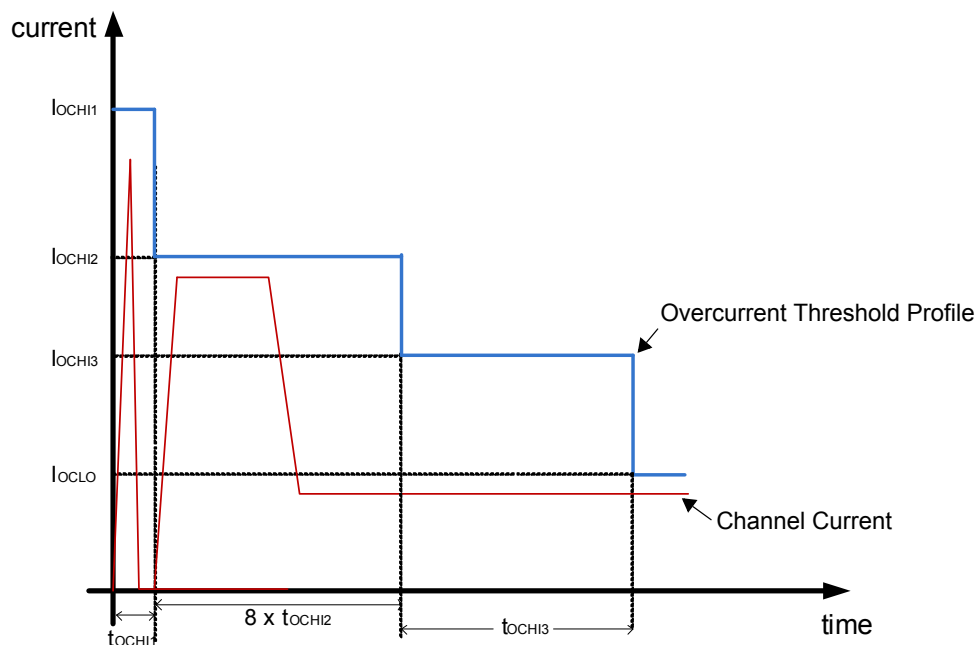 current
IOCHI1
IOCHI2
IOCHI3
IOCLO
Overcurrent Threshold Profile
Channel Current
tOCHI1
8 x tOCHI2
tOCHI3
time